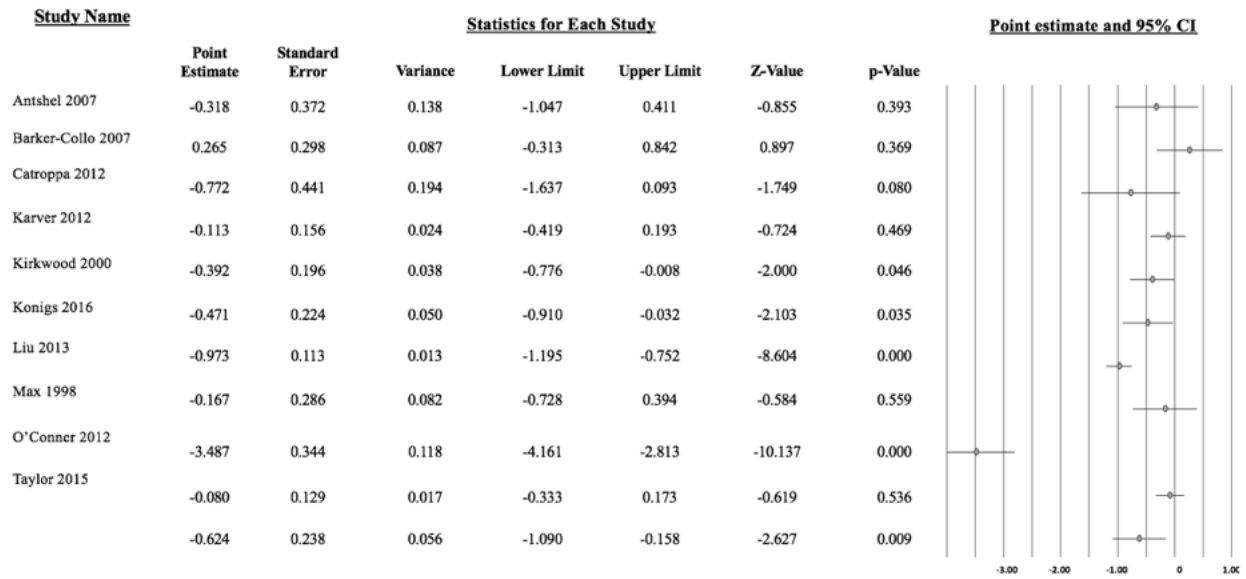 Study Name Statistics for Each Study Point estimate and 95% CI
Point Estimate Standard Error Variance Lower Limit Upper Limit Z-Value p-Value
Antshel 2007 -0.318 0.372 0.138 -1.047 0.411 -0.855 0.393
Barker-Collo 2007 0.265 0.298 0.087 -0.313 0.842 0.897 0.369
Catroppa 2012 -0.772 0.441 0.194 -1.637 0.093 -1.749 0.080
Karver 2012 -0.113 0.156 0.024 -0.419 0.193 -0.724 0.469
Kirkwood 2000 -0.392 0.196 0.038 -0.776 -0.008 -2.000 0.046
Konigs 2016 -0.471 0.224 0.050 -0.910 -0.032 -2.103 0.035
Liu 2013 -0.973 0.113 0.013 -1.195 -0.752 -8.604 0.000
Max 1998 -0.167 0.286 0.082 -0.728 0.394 -0.584 0.559
O'Conner 2012 -3.487 0.344 0.118 -4.161 -2.813 -10.137 0.000
Taylor 2015 -0.080 0.129 0.017 -0.333 0.173 -0.619 0.536
-0.624 0.238 0.056 -1.090 -0.158 -2.627 0.009
-3.00 -2.00 -1.00 0 1.00